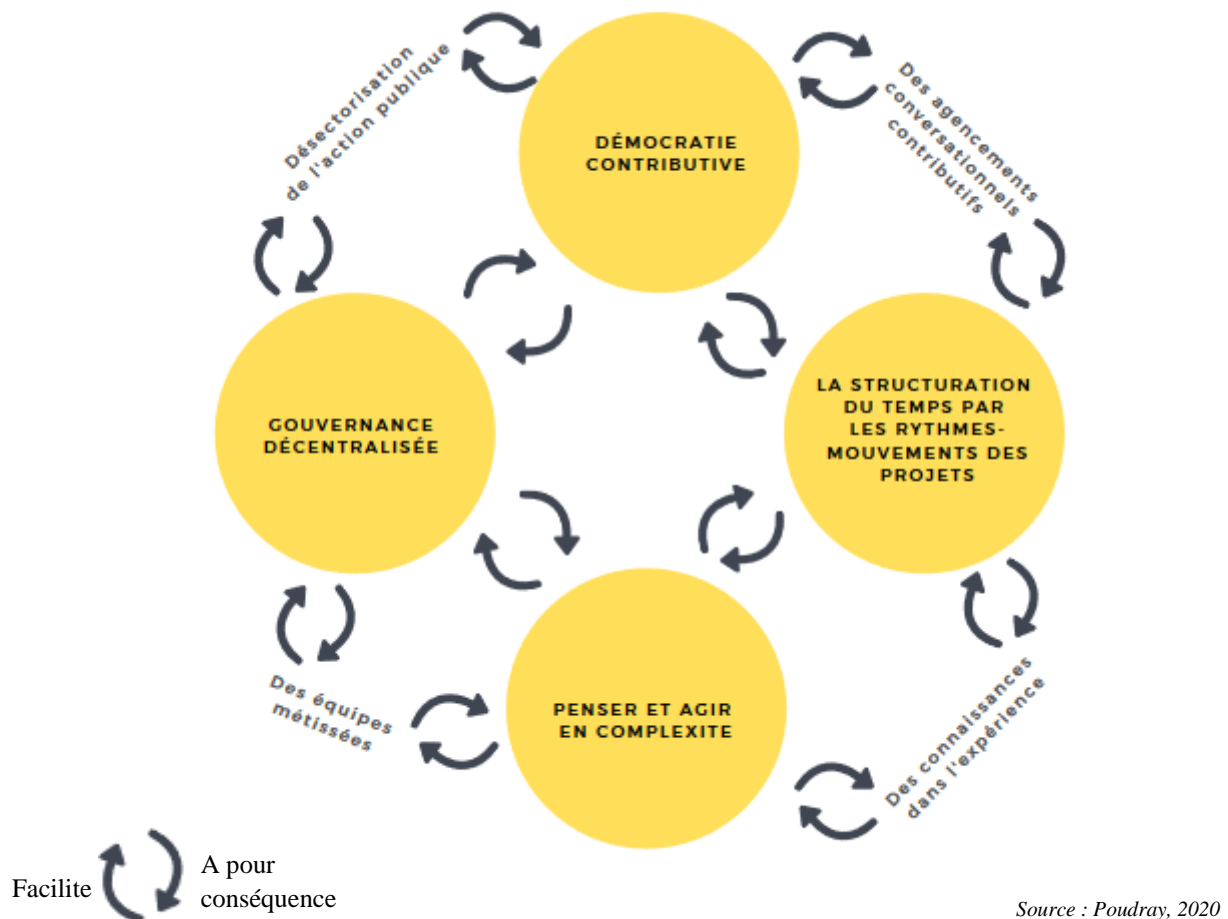 Désectorisation
de l'action publique
DÉMOCRATIE
CONTRIBUTIVE
Des agencements
conversationnels
contributifs
GOUVERNANCE
DÉCENTRALISÉE
LA STRUCTURATION
DU TEMPS PAR
LES RYTHMES-
MOUVEMENTS DES
PROJETS
Des équipes
métissées
PENSER ET AGIR
EN COMPLEXITE
Des connaissances
dans l'expérience
Facilite
A pour
conséquence
Source : Poudray, 2020